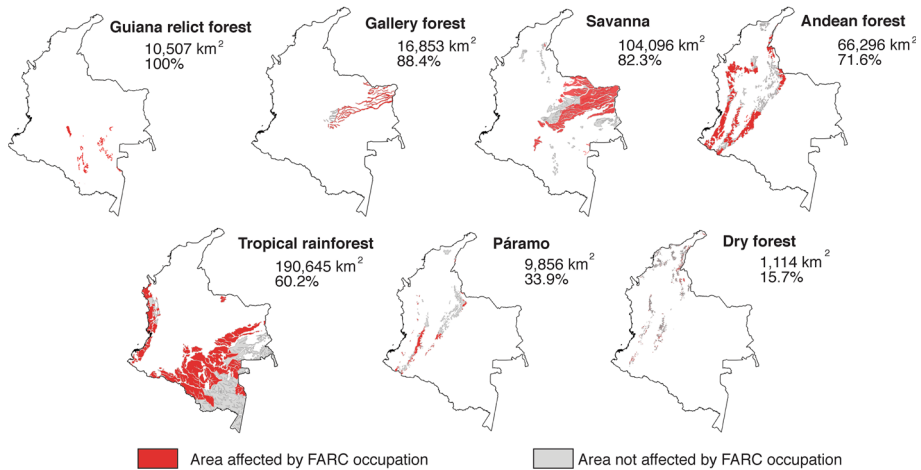 Guiana relict forest
10,507 km²
100%
Gallery forest
16,853 km²
88.4%
Savanna
104,096 km²
82.3%
Andean forest
66,296 km²
71.6%
Tropical rainforest
190,645 km²
60.2%
Páramo
9,856 km²
33.9%
Dry forest
1,114 km²
15.7%
Area affected by FARC occupation
Area not affected by FARC occupation